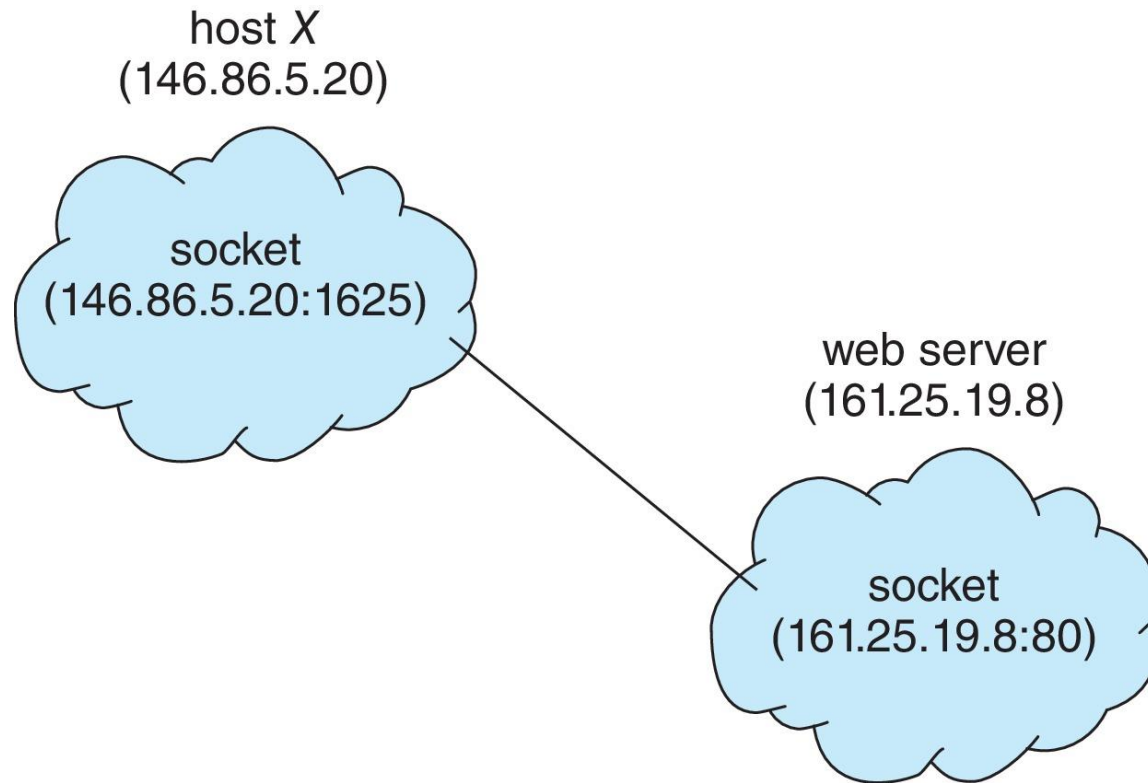 host X
(146.86.5.20)
socket
(146.86.5.20:1625)
web server
(161.25.19.8)
socket
(161.25.19.8:80)